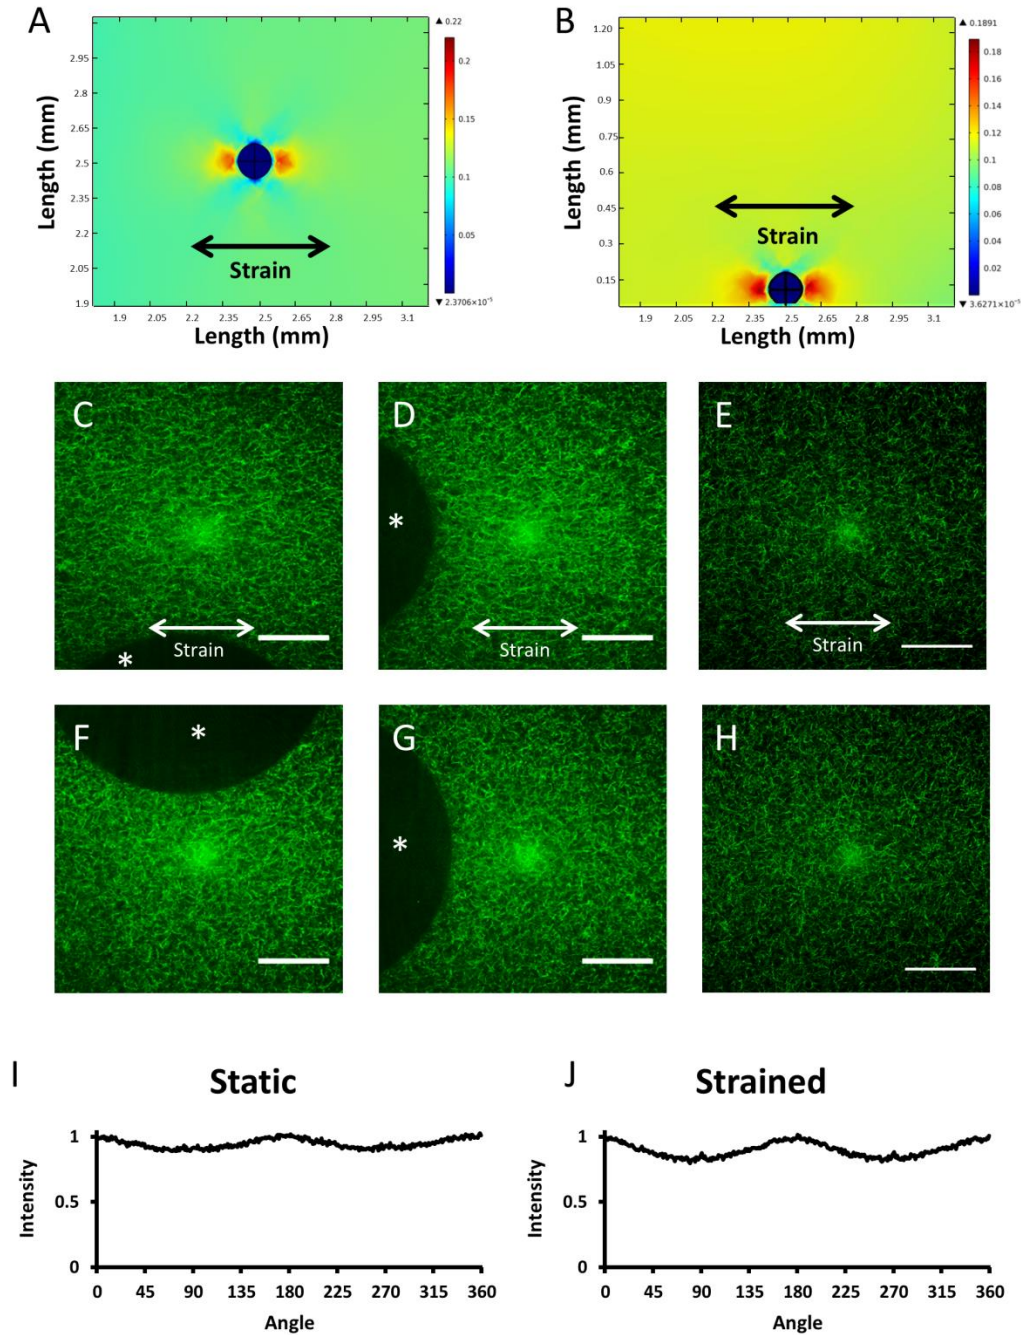 A
▲ 0.22
2.95
2.8
2.65
2.5
2.35
2.2
2.05
1.9
Length (mm)
0.2
0.15
0.1
0.05
▼ 2.3706×10⁻⁵
Strain
1.9 2.05 2.2 2.35 2.5 2.65 2.8 2.95 3.1
Length (mm)
B
▲ 0.1891
1.20
1.05
0.9
0.75
0.6
0.45
0.3
0.15
Length (mm)
0.18
0.16
0.14
0.12
0.1
0.08
0.06
0.04
0.02
▼ 3.6271×10⁻⁵
Strain
1.9 2.05 2.2 2.35 2.5 2.65 2.8 2.95 3.1
Length (mm)
C
*
Strain
D
*
Strain
E
Strain
F
*
G
*
H
I
Static
1
0.5
0
Intensity
0 45 90 135 180 225 270 315 360
Angle
J
Strained
1
0.5
0
Intensity
0 45 90 135 180 225 270 315 360
Angle